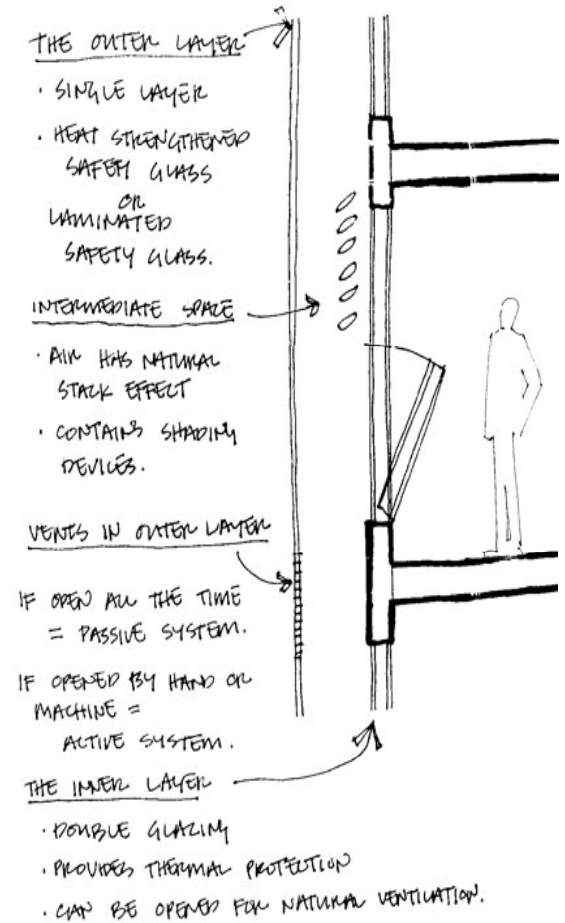 THE OUTER LAYER
· SINGLE LAYER
· HEAT STRENGTHENED
SAFETY GLASS
OR
LAMINATED
SAFETY GLASS.
INTERMEDIATE SPACE
· AIR HAS NATURAL
STACK EFFECT
· CONTAINS SHADING
DEVICES.
VENTS IN OUTER LAYER
IF OPEN ALL THE TIME
= PASSIVE SYSTEM.
IF OPENED BY HAND OR
MACHINE =
ACTIVE SYSTEM.
THE INNER LAYER
· DOUBLE GLAZING
· PROVIDES THERMAL PROTECTION
· CAN BE OPENED FOR NATURAL VENTILATION.